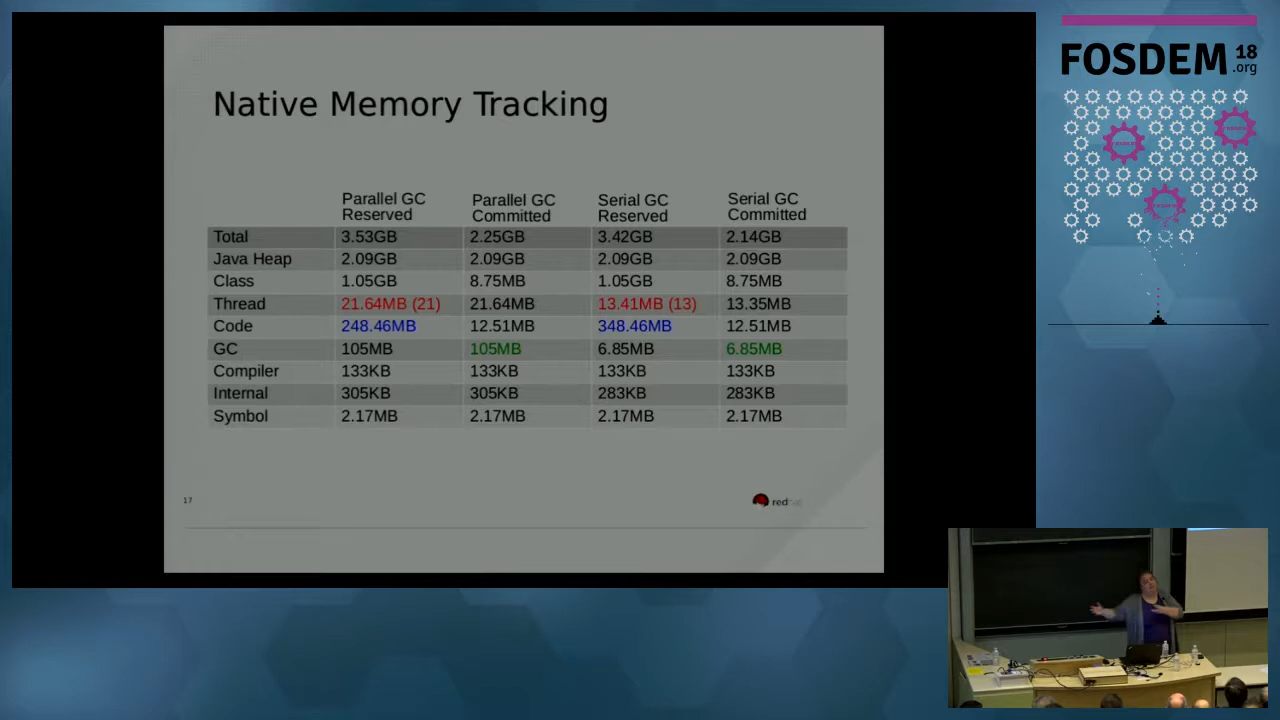 FOSDEM 18
.org
Native Memory Tracking
Parallel GC Reserved Parallel GC Committed Serial GC Reserved Serial GC Committed
Total 3.53GB 2.25GB 3.42GB 2.14GB
Java Heap 2.09GB 2.09GB 2.09GB 2.09GB
Class 1.05GB 8.75MB 1.05GB 8.75MB
Thread 21.64MB (21) 21.64MB 13.41MB (13) 13.35MB
Code 248.46MB 12.51MB 348.46MB 12.51MB
GC 105MB 105MB 6.85MB 6.85MB
Compiler 133KB 133KB 133KB 133KB
Internal 305KB 305KB 283KB 283KB
Symbol 2.17MB 2.17MB 2.17MB 2.17MB
17
red